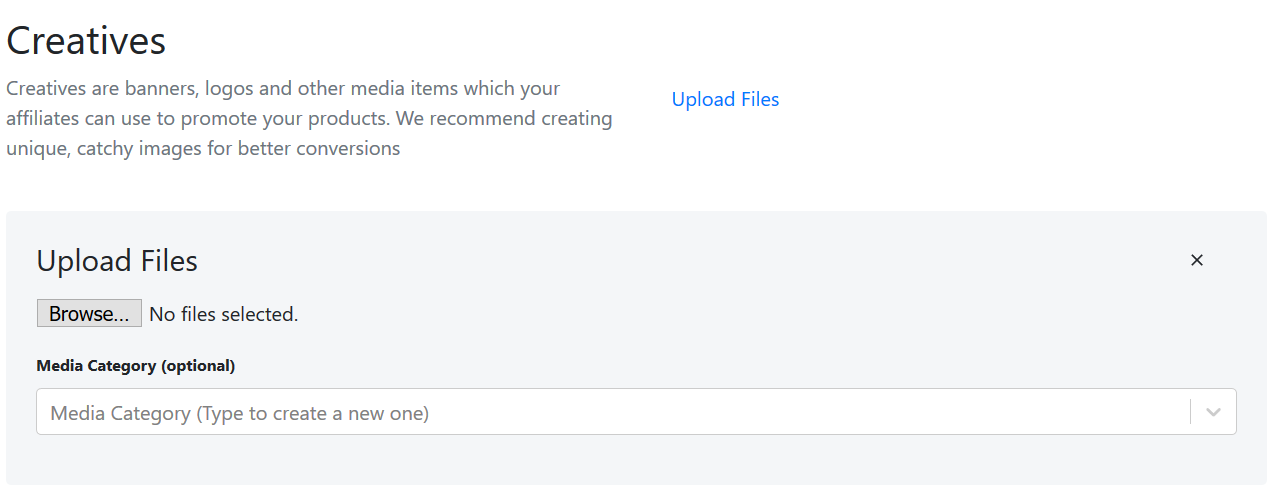 Creatives
Creatives are banners, logos and other media items which your
affiliates can use to promote your products. We recommend creating
unique, catchy images for better conversions
Upload Files
Upload Files
×
Browse... No files selected.
Media Category (optional)
Media Category (Type to create a new one)